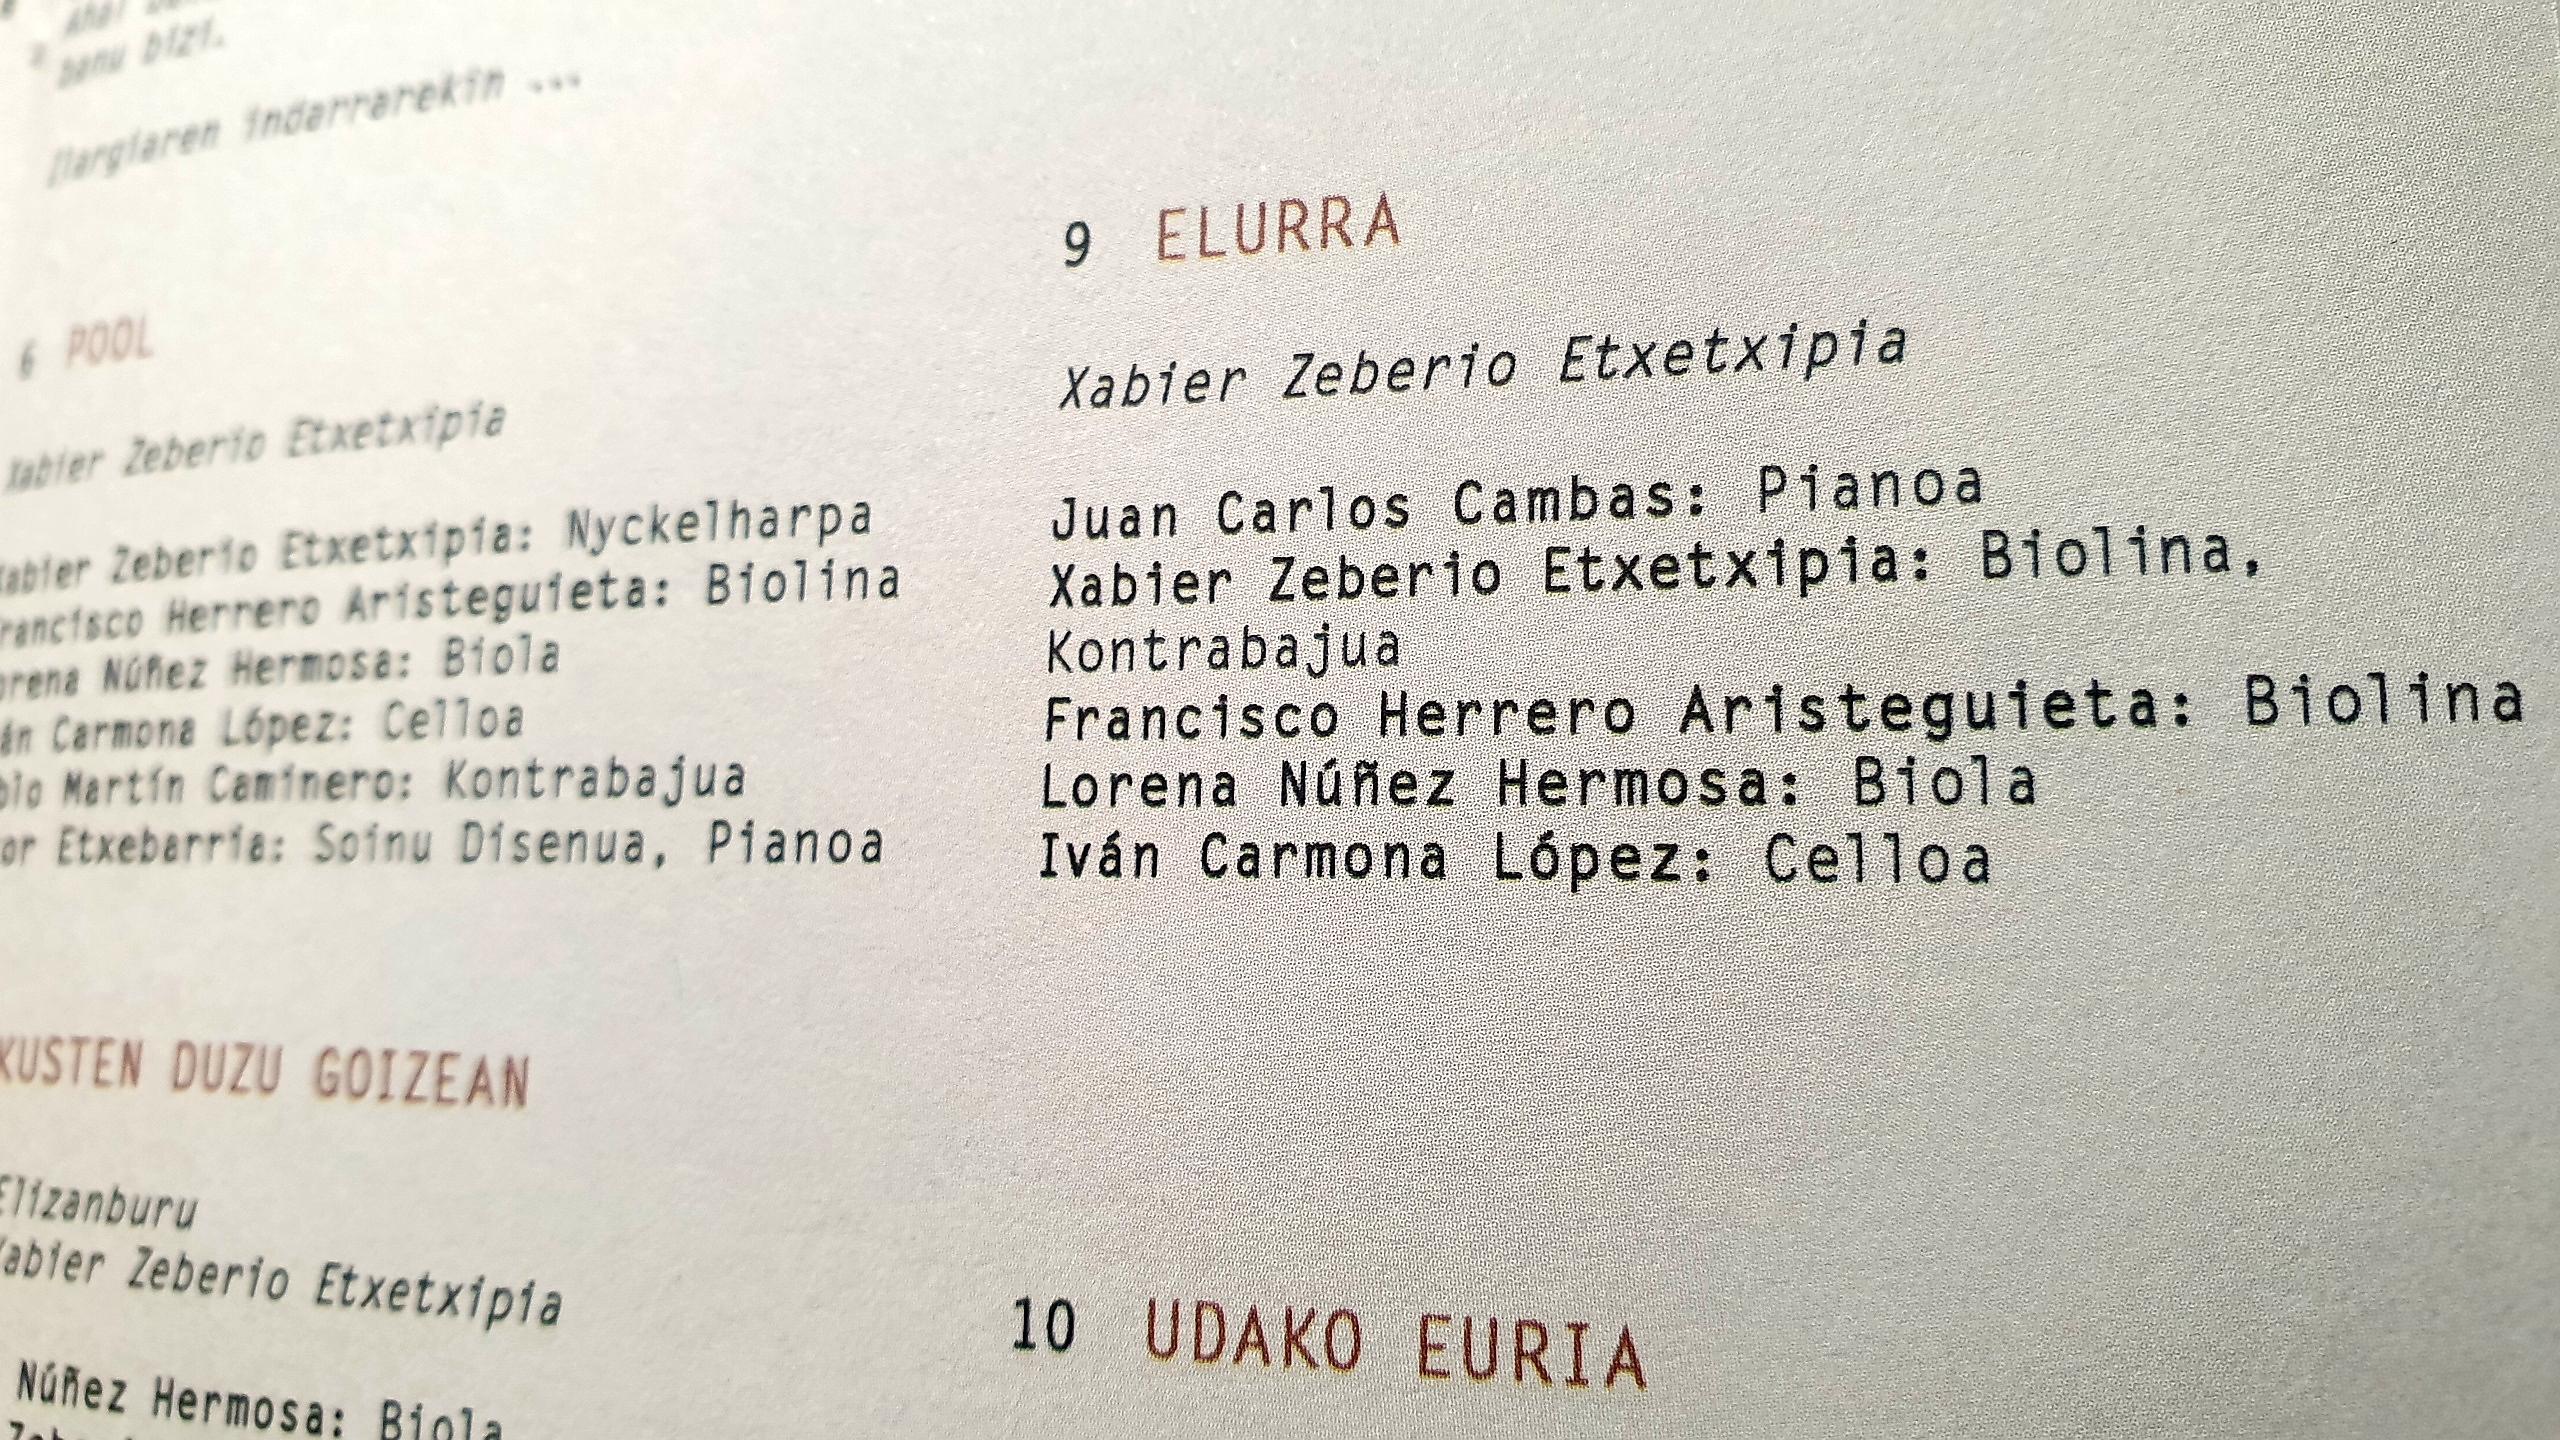 banu bizi.
Ilargiaren indarrarekin ...
6 POOL
Xabier Zeberio Etxetxipia
Xabier Zeberio Etxetxipia: Nyckelharpa
Francisco Herrero Aristeguieta: Biolina
Lorena Núñez Hermosa: Biola
Iván Carmona López: Celloa
Martín Caminero: Kontrabajua
Etxebarria: Soinu Disenua, Pianoa
KUSTEN DUZU GOIZEAN
Elizanburu
Xabier Zeberio Etxetxipia
Núñez Hermosa: Biola
9 ELURRA
Xabier Zeberio Etxetxipia
Juan Carlos Cambas: Pianoa
Xabier Zeberio Etxetxipia: Biolina,
Kontrabajua
Francisco Herrero Aristeguieta: Biolina
Lorena Núñez Hermosa: Biola
Iván Carmona López: Celloa
10 UDAKO EURIA